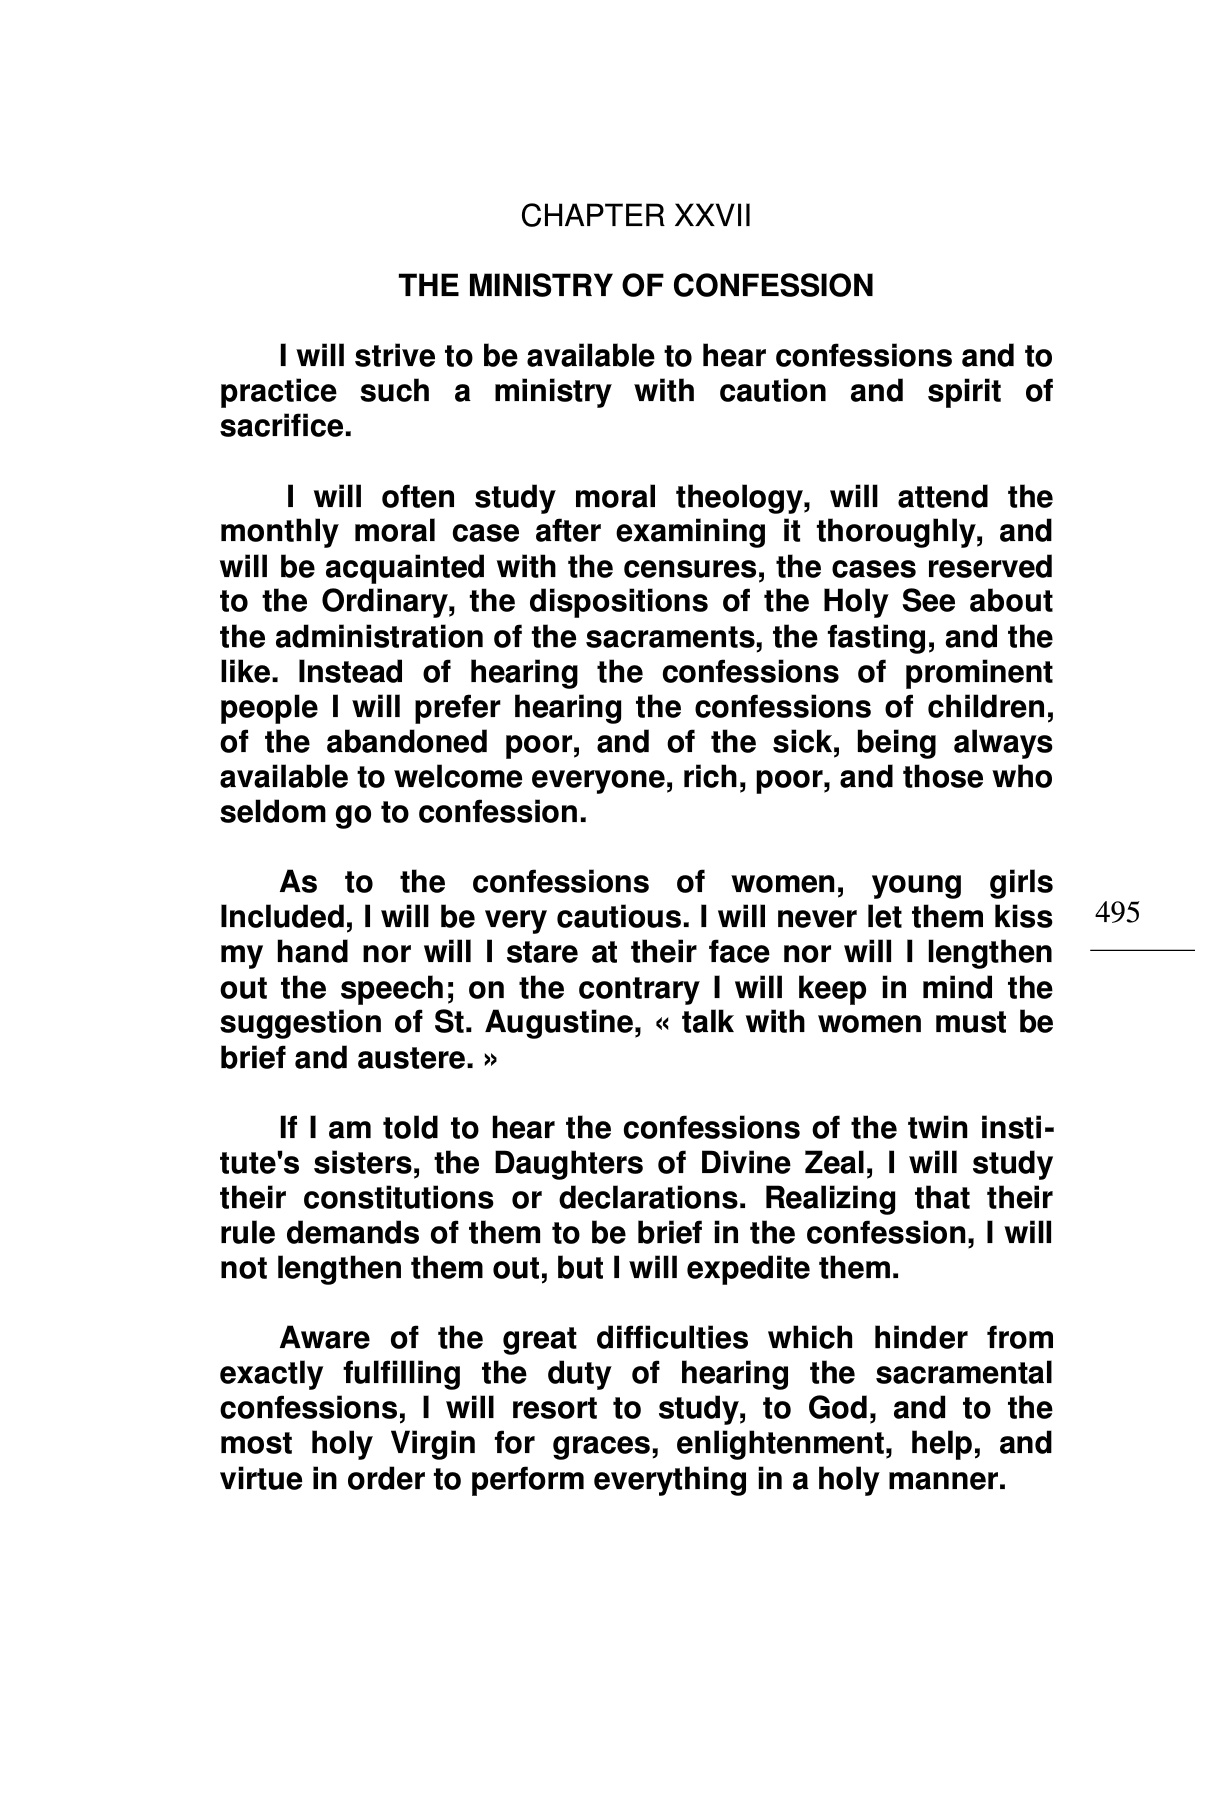 CHAPTER XXVII
THE MINISTRY OF CONFESSION
I will strive to be available to hear confessions and to
practice such a ministry with caution and spirit of
sacrifice.
I will often study moral theology, will attend the
monthly moral case after examining it thoroughly, and
will be acquainted with the censures, the cases reserved
to the Ordinary, the dispositions of the Holy See about
the administration of the sacraments, the fasting, and the
like. Instead of hearing the confessions of prominent
people I will prefer hearing the confessions of children,
of the abandoned poor, and of the sick, being always
available to welcome everyone, rich, poor, and those who
seldom go to confession.
As to the confessions of women, young girls
Included, I will be very cautious. I will never let them kiss
my hand nor will I stare at their face nor will I lengthen
out the speech; on the contrary I will keep in mind the
suggestion of St. Augustine, « talk with women must be
brief and austere. »
495
If I am told to hear the confessions of the twin insti-
tute's sisters, the Daughters of Divine Zeal, I will study
their constitutions or declarations. Realizing that their
rule demands of them to be brief in the confession, I will
not lengthen them out, but I will expedite them.
Aware of the great difficulties which hinder from
exactly fulfilling the duty of hearing the sacramental
confessions, I will resort to study, to God, and to the
most holy Virgin for graces, enlightenment, help, and
virtue in order to perform everything in a holy manner.